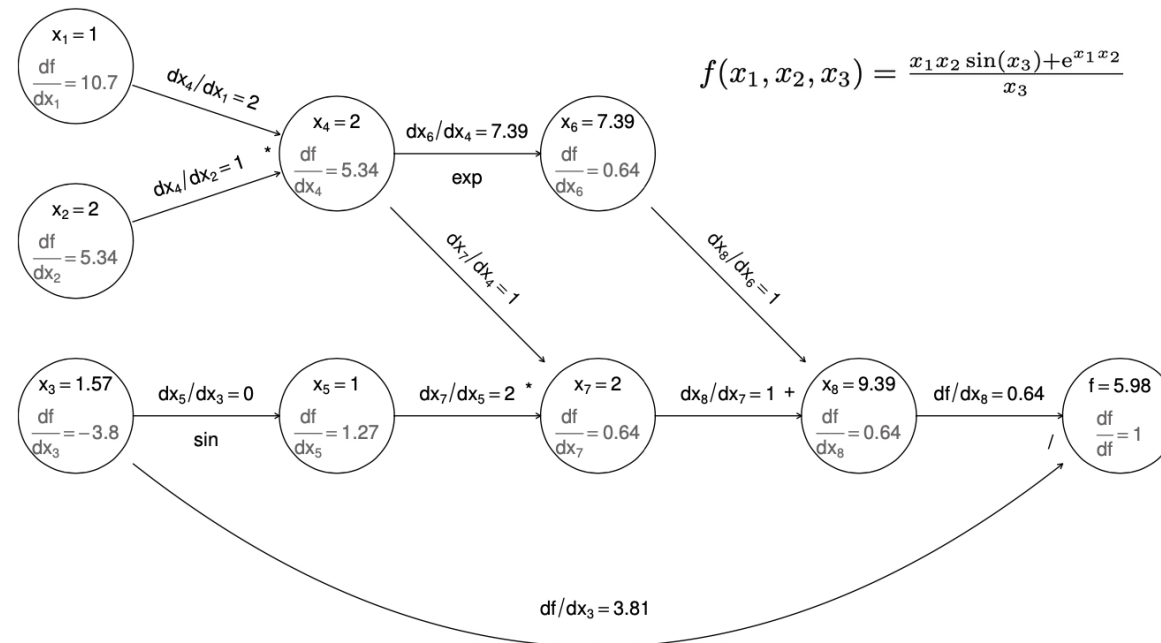 f(x₁, x₂, x₃) = (x₁x₂ sin(x₃)+e^{x₁x₂})/x₃
x₁ = 1
df/dx₁ = 10.7
dx₄/dx₁ = 2
x₂ = 2
df/dx₂ = 5.34
dx₄/dx₂ = 1
*
x₄ = 2
df/dx₄ = 5.34
dx₆/dx₄ = 7.39
exp
x₆ = 7.39
df/dx₆ = 0.64
dx₇/dx₄ = 1
dx₈/dx₆ = 1
x₃ = 1.57
df/dx₃ = −3.8
dx₅/dx₃ = 0
sin
x₅ = 1
df/dx₅ = 1.27
dx₇/dx₅ = 2 *
x₇ = 2
df/dx₇ = 0.64
dx₈/dx₇ = 1 +
x₈ = 9.39
df/dx₈ = 0.64
df/dx₈ = 0.64
/
f = 5.98
df/df = 1
df/dx₃ = 3.81